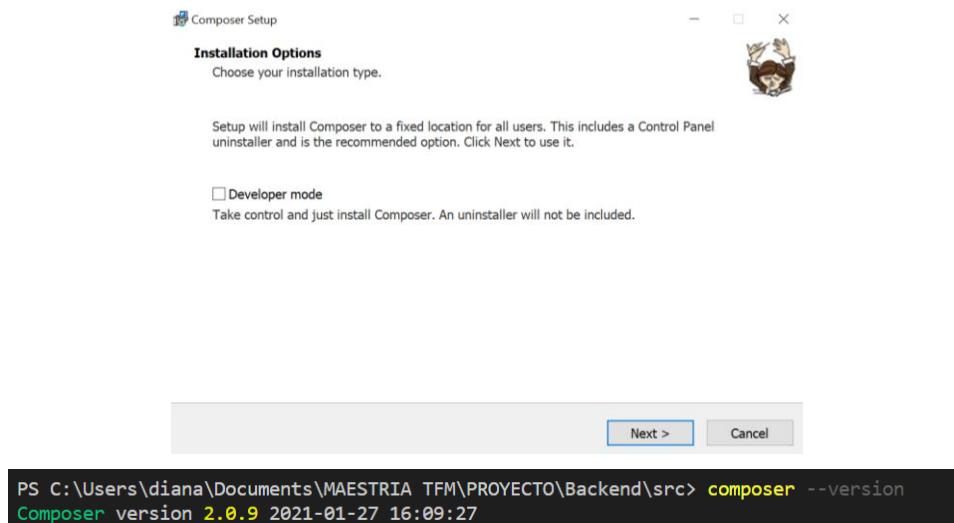 Composer Setup
Installation Options
Choose your installation type.
Setup will install Composer to a fixed location for all users. This includes a Control Panel
uninstaller and is the recommended option. Click Next to use it.
Developer mode
Take control and just install Composer. An uninstaller will not be included.
Next >
Cancel
PS C:\Users\diana\Documents\MAESTRIA TFM\PROYECTO\Backend\src> composer --version
Composer version 2.0.9 2021-01-27 16:09:27